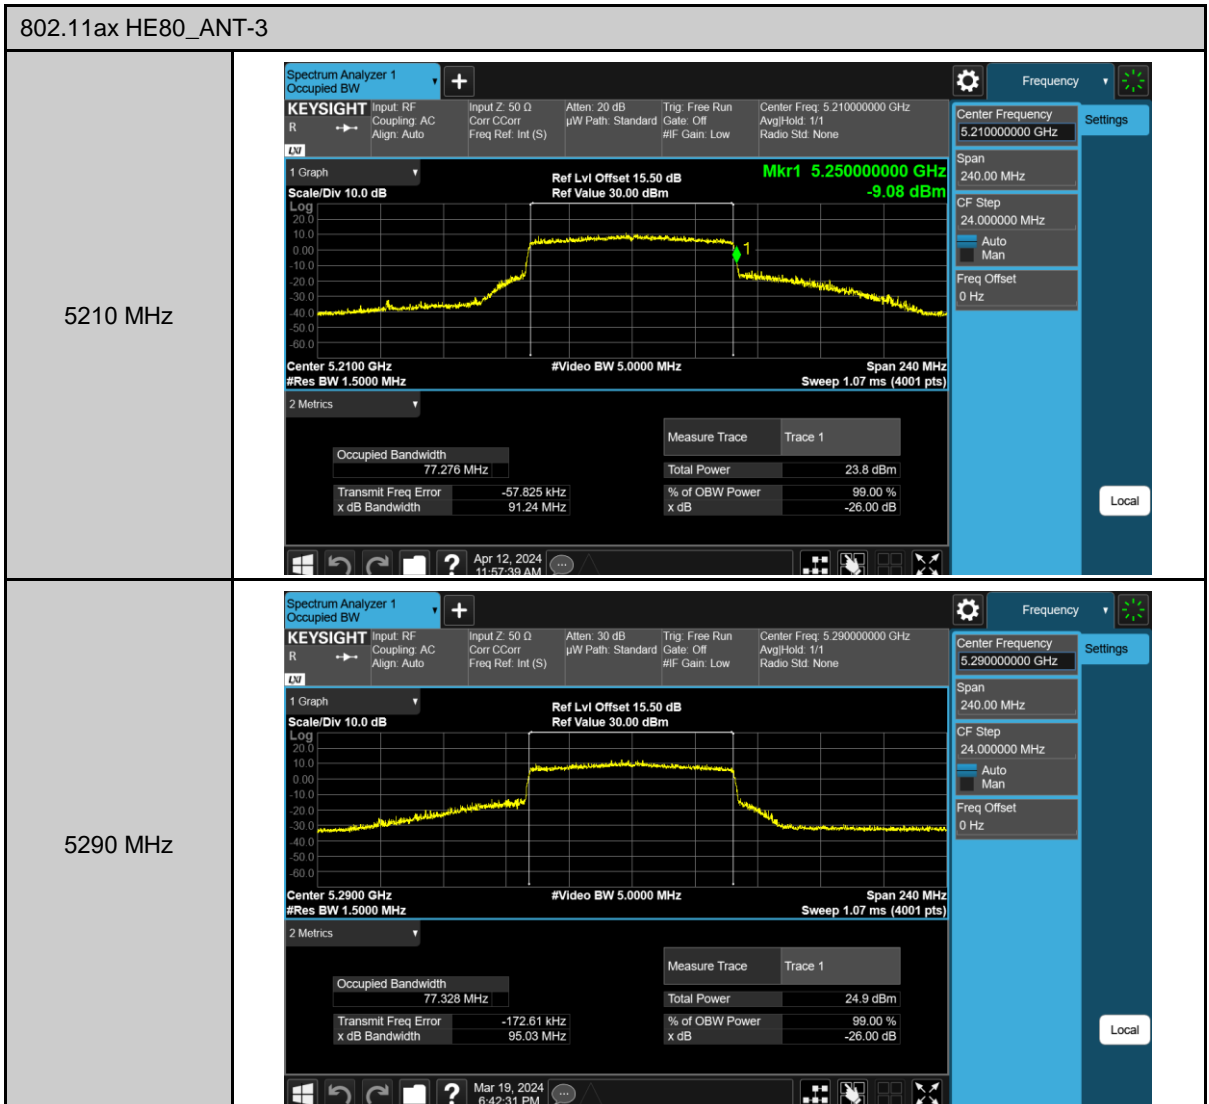 802.11ax HE80_ANT-3
5210 MHz
Spectrum Analyzer 1
Occupied BW
+
Frequency
KEYSIGHT
R
LXI
Input: RF
Coupling: AC
Align: Auto
Input Z: 50 Ω
Corr CCorr
Freq Ref: Int (S)
Atten: 20 dB
µW Path: Standard
Trig: Free Run
Gate: Off
#IF Gain: Low
Center Freq: 5.210000000 GHz
Avg|Hold: 1/1
Radio Std: None
Center Frequency
5.210000000 GHz
Settings
Span
240.00 MHz
CF Step
24.000000 MHz
Auto
Man
Freq Offset
0 Hz
Local
1 Graph
Scale/Div 10.0 dB
Ref Lvl Offset 15.50 dB
Ref Value 30.00 dBm
Mkr1 5.250000000 GHz
-9.08 dBm
Log
20.0
10.0
0.00
-10.0
-20.0
-30.0
-40.0
-50.0
-60.0
1
Center 5.2100 GHz
#Res BW 1.5000 MHz
#Video BW 5.0000 MHz
Span 240 MHz
Sweep 1.07 ms (4001 pts)
2 Metrics
Measure Trace Trace 1
Occupied Bandwidth
77.276 MHz
Total Power 23.8 dBm
Transmit Freq Error -57.825 kHz
% of OBW Power 99.00 %
x dB Bandwidth 91.24 MHz
x dB -26.00 dB
?
Apr 12, 2024
11:57:39 AM
5290 MHz
Spectrum Analyzer 1
Occupied BW
+
Frequency
KEYSIGHT
R
LXI
Input: RF
Coupling: AC
Align: Auto
Input Z: 50 Ω
Corr CCorr
Freq Ref: Int (S)
Atten: 30 dB
µW Path: Standard
Trig: Free Run
Gate: Off
#IF Gain: Low
Center Freq: 5.290000000 GHz
Avg|Hold: 1/1
Radio Std: None
Center Frequency
5.290000000 GHz
Settings
Span
240.00 MHz
CF Step
24.000000 MHz
Auto
Man
Freq Offset
0 Hz
Local
1 Graph
Scale/Div 10.0 dB
Ref Lvl Offset 15.50 dB
Ref Value 30.00 dBm
Log
20.0
10.0
0.00
-10.0
-20.0
-30.0
-40.0
-50.0
-60.0
Center 5.2900 GHz
#Res BW 1.5000 MHz
#Video BW 5.0000 MHz
Span 240 MHz
Sweep 1.07 ms (4001 pts)
2 Metrics
Measure Trace Trace 1
Occupied Bandwidth
77.328 MHz
Total Power 24.9 dBm
Transmit Freq Error -172.61 kHz
% of OBW Power 99.00 %
x dB Bandwidth 95.03 MHz
x dB -26.00 dB
?
Mar 19, 2024
6:42:31 PM